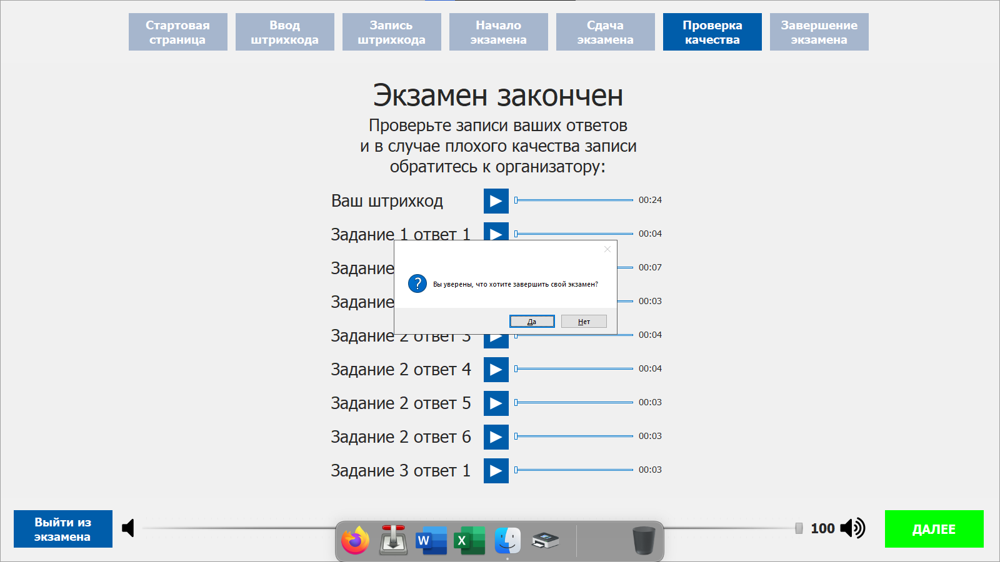 Стартовая
страница
Ввод
штрихкода
Запись
штрихкода
Начало
экзамена
Сдача
экзамена
Проверка
качества
Завершение
экзамена
Экзамен закончен
Проверьте записи ваших ответов
и в случае плохого качества записи
обратитесь к организатору:
Ваш штрихкод 00:24
Задание 1 ответ 1 00:04
Задание 00:07
Задание 00:03
Вы уверены, что хотите завершить свой экзамен?
Да Нет
Задание 2 ответ 3 00:04
Задание 2 ответ 4 00:04
Задание 2 ответ 5 00:03
Задание 2 ответ 6 00:03
Задание 3 ответ 1 00:03
Выйти из
экзамена
100
ДАЛЕЕ
W
X